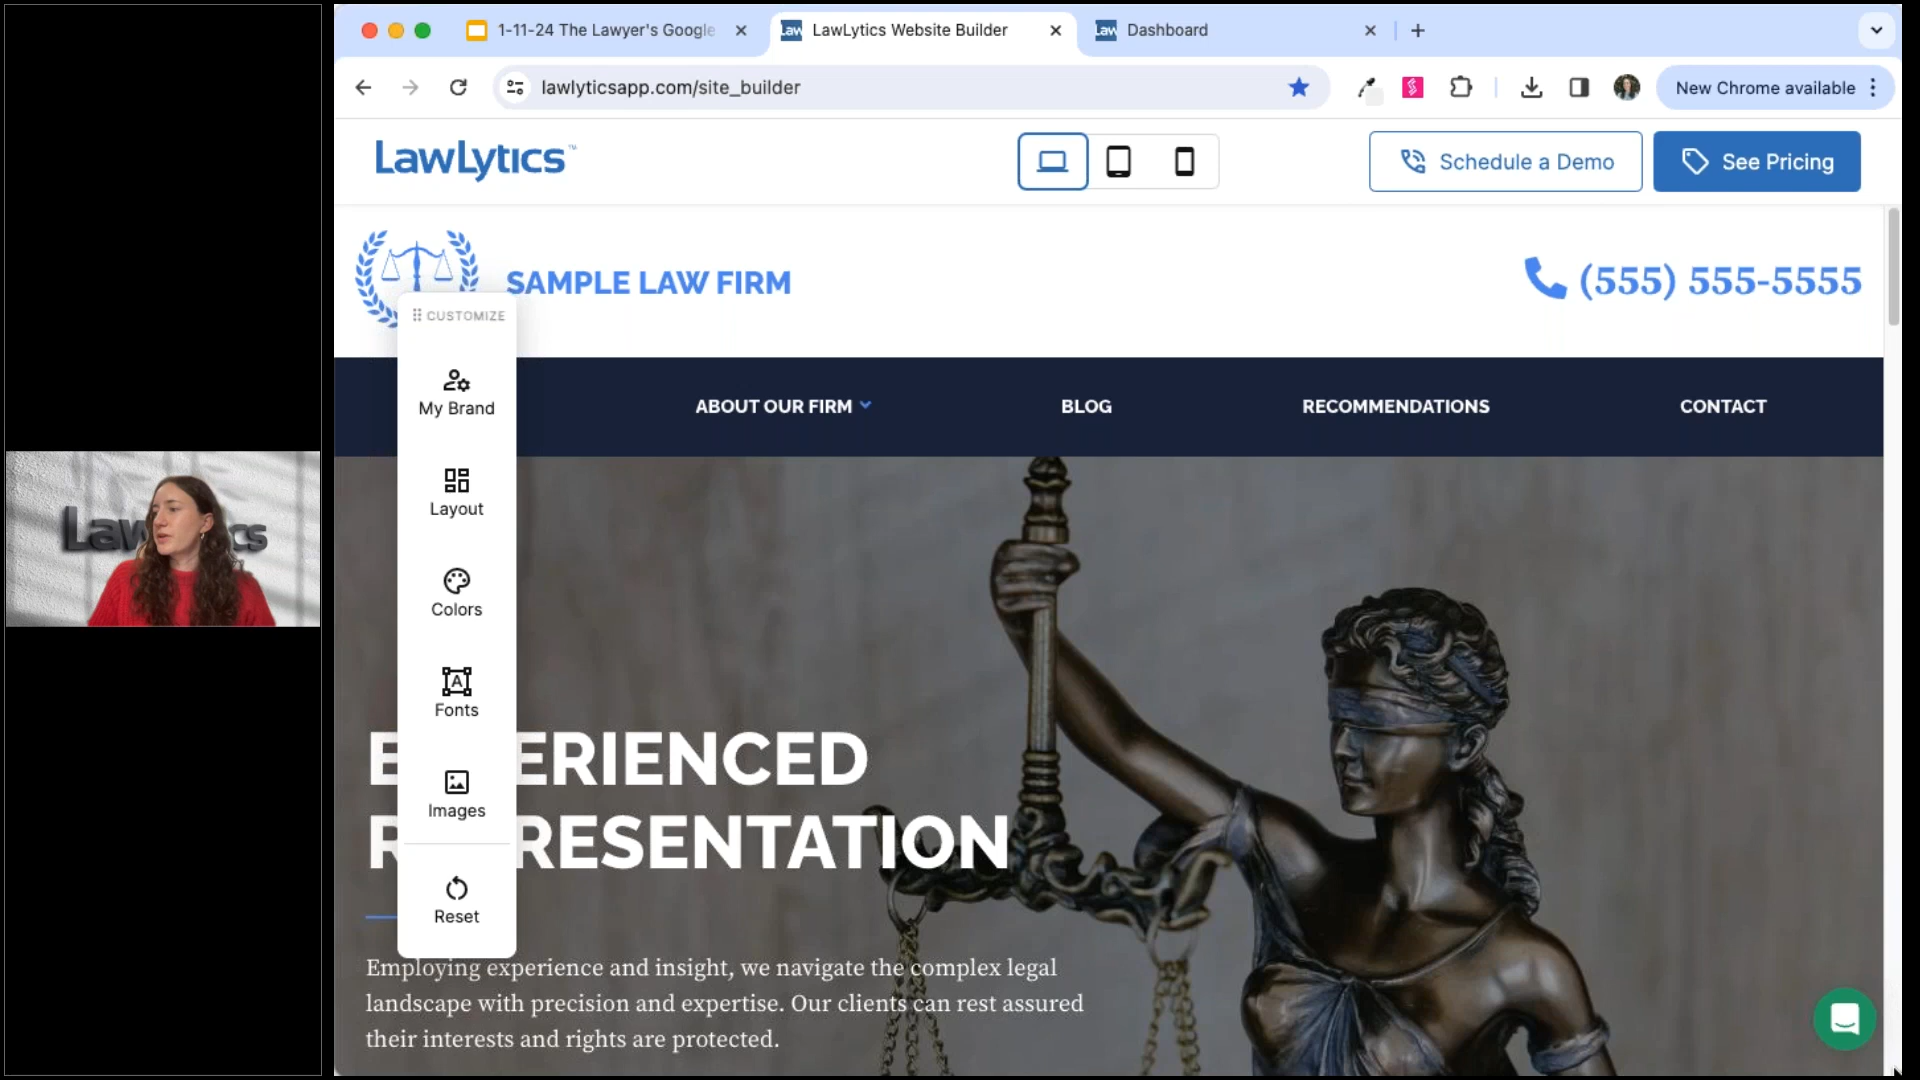 1-11-24 The Lawyer's Google
LawLytics Website Builder
Dashboard
lawlyticsapp.com/site_builder
New Chrome available
LawLytics™
Schedule a Demo
See Pricing
SAMPLE LAW FIRM
(555) 555-5555
CUSTOMIZE
My Brand
Layout
Colors
Fonts
Images
Reset
ABOUT OUR FIRM
BLOG
RECOMMENDATIONS
CONTACT
E ERIENCED
R RESENTATION
Employing experience and insight, we navigate the complex legal
landscape with precision and expertise. Our clients can rest assured
their interests and rights are protected.
Law cs